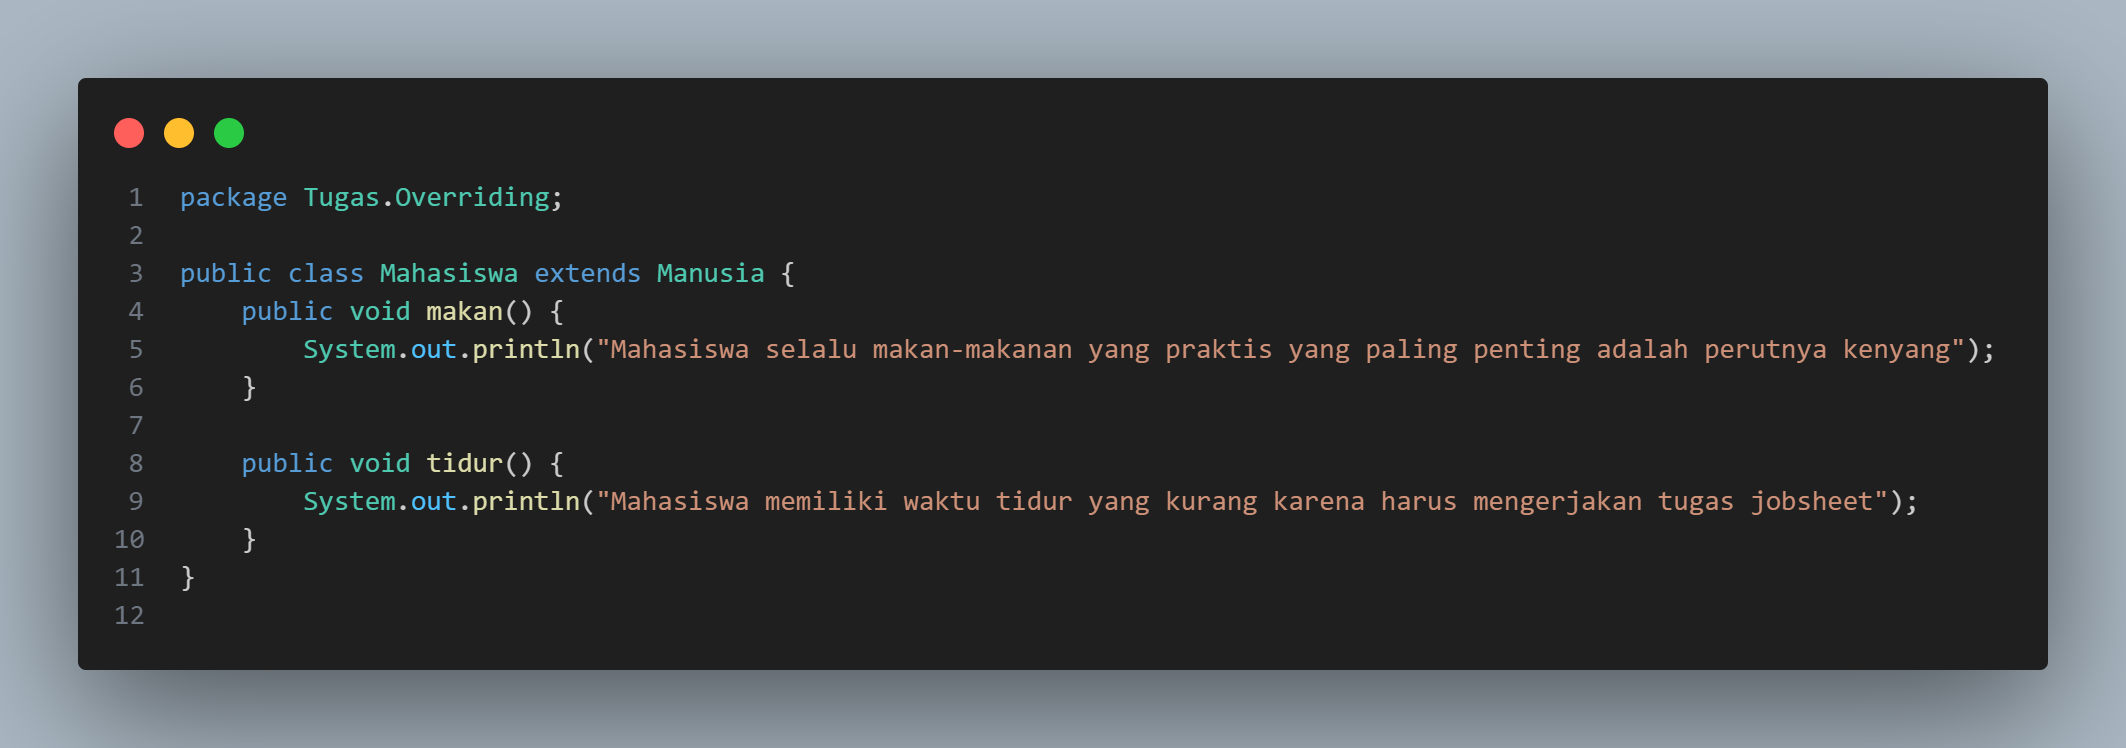 1 package Tugas.Overriding;
2
3 public class Mahasiswa extends Manusia {
4     public void makan() {
5         System.out.println("Mahasiswa selalu makan-makanan yang praktis yang paling penting adalah perutnya kenyang");
6     }
7
8     public void tidur() {
9         System.out.println("Mahasiswa memiliki waktu tidur yang kurang karena harus mengerjakan tugas jobsheet");
10     }
11 }
12